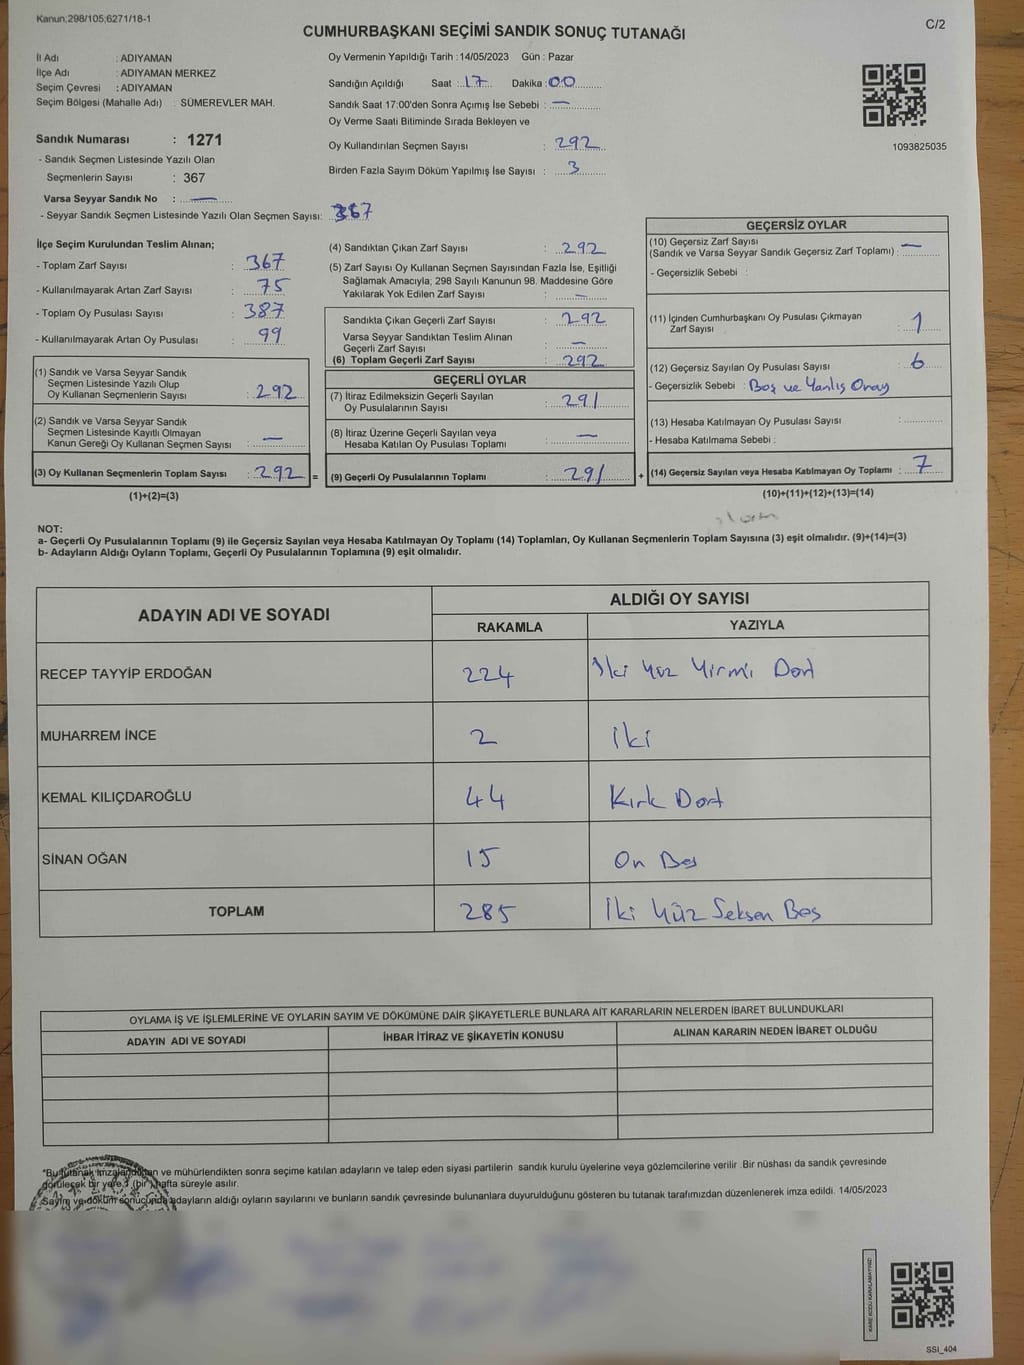 Kanun;298/105;6271/18-1
C/2
CUMHURBAŞKANI SEÇİMİ SANDIK SONUÇ TUTANAĞI
İl Adı : ADIYAMAN
İlçe Adı : ADIYAMAN MERKEZ
Seçim Çevresi : ADIYAMAN
Seçim Bölgesi (Mahalle Adı) : SÜMEREVLER MAH.
Sandık Numarası : 1271
- Sandık Seçmen Listesinde Yazılı Olan
Seçmenlerin Sayısı : 367
Varsa Seyyar Sandık No : —
- Seyyar Sandık Seçmen Listesinde Yazılı Olan Seçmen Sayısı: 367
Oy Vermenin Yapıldığı Tarih : 14/05/2023 Gün : Pazar
Sandığın Açıldığı Saat : 17 Dakika : 00
Sandık Saat 17:00'den Sonra Açımış İse Sebebi : —
Oy Verme Saati Bitiminde Sırada Bekleyen ve
Oy Kullandırılan Seçmen Sayısı : 292
Birden Fazla Sayım Döküm Yapılmış İse Sayısı : 3
1093825035
İlçe Seçim Kurulundan Teslim Alınan;
- Toplam Zarf Sayısı : 367
- Kullanılmayarak Artan Zarf Sayısı : 75
- Toplam Oy Pusulası Sayısı : 387
- Kullanılmayarak Artan Oy Pusulası : 99
(1) Sandık ve Varsa Seyyar Sandık
Seçmen Listesinde Yazılı Olup
Oy Kullanan Seçmenlerin Sayısı : 292
(2) Sandık ve Varsa Seyyar Sandık
Seçmen Listesinde Kayıtlı Olmayan
Kanun Gereği Oy Kullanan Seçmen Sayısı : —
(3) Oy Kullanan Seçmenlerin Toplam Sayısı : 292 =
(1)+(2)=(3)
(4) Sandıktan Çıkan Zarf Sayısı : 292
(5) Zarf Sayısı Oy Kullanan Seçmen Sayısından Fazla İse, Eşitliği
Sağlamak Amacıyla; 298 Sayılı Kanunun 98. Maddesine Göre
Yakılarak Yok Edilen Zarf Sayısı : —
Sandıkta Çıkan Geçerli Zarf Sayısı : 292
Varsa Seyyar Sandıktan Teslim Alınan
Geçerli Zarf Sayısı : —
(6) Toplam Geçerli Zarf Sayısı : 292
GEÇERLİ OYLAR
(7) İtiraz Edilmeksizin Geçerli Sayılan
Oy Pusulalarının Sayısı : 291
(8) İtiraz Üzerine Geçerli Sayılan veya
Hesaba Katılan Oy Pusulası Toplamı : —
(9) Geçerli Oy Pusulalarının Toplamı : 291 +
GEÇERSİZ OYLAR
(10) Geçersiz Zarf Sayısı
(Sandık ve Varsa Seyyar Sandık Geçersiz Zarf Toplamı) : —
- Geçersizlik Sebebi :
(11) İçinden Cumhurbaşkanı Oy Pusulası Çıkmayan
Zarf Sayısı : 1
(12) Geçersiz Sayılan Oy Pusulası Sayısı : 6
- Geçersizlik Sebebi : Boş ve Yanlış Onay
(13) Hesaba Katılmayan Oy Pusulası Sayısı :
- Hesaba Katılmama Sebebi :
(14) Geçersiz Sayılan veya Hesaba Katılmayan Oy Toplamı : 7
(10)+(11)+(12)+(13)=(14)
NOT:
a- Geçerli Oy Pusulalarının Toplamı (9) ile Geçersiz Sayılan veya Hesaba Katılmayan Oy Toplamı (14) Toplamları, Oy Kullanan Seçmenlerin Toplam Sayısına (3) eşit olmalıdır. (9)+(14)=(3)
b- Adayların Aldığı Oyların Toplamı, Geçerli Oy Pusulalarının Toplamına (9) eşit olmalıdır.
ADAYIN ADI VE SOYADI ALDIĞI OY SAYISI
RAKAMLA YAZIYLA
RECEP TAYYİP ERDOĞAN 224 İki Yüz Yirmi Dört
MUHARREM İNCE 2 İki
KEMAL KILIÇDAROĞLU 44 Kırk Dört
SİNAN OĞAN 15 On Beş
TOPLAM 285 İki Yüz Seksen Beş
OYLAMA İŞ VE İŞLEMLERİNE VE OYLARIN SAYIM VE DÖKÜMÜNE DAİR ŞİKAYETLERLE BUNLARA AİT KARARLARIN NELERDEN İBARET BULUNDUKLARI
ADAYIN ADI VE SOYADI İHBAR İTİRAZ VE ŞİKAYETİN KONUSU ALINAN KARARIN NEDEN İBARET OLDUĞU
"Bu tutanak imzalandıktan ve mühürlendikten sonra seçime katılan adayların ve talep eden siyasi partilerin sandık kurulu üyelerine veya gözlemcilerine verilir. Bir nüshası da sandık çevresinde
görülecek bir yere, (bir) hafta süreyle asılır.
Sayım ve döküm sonucunda adayların aldığı oyların sayılarını ve bunların sandık çevresinde bulunanlara duyurulduğunu gösteren bu tutanak tarafımızdan düzenlenerek imza edildi. 14/05/2023
KARE KODU KARALAMAYINIZ!
SSİ_404